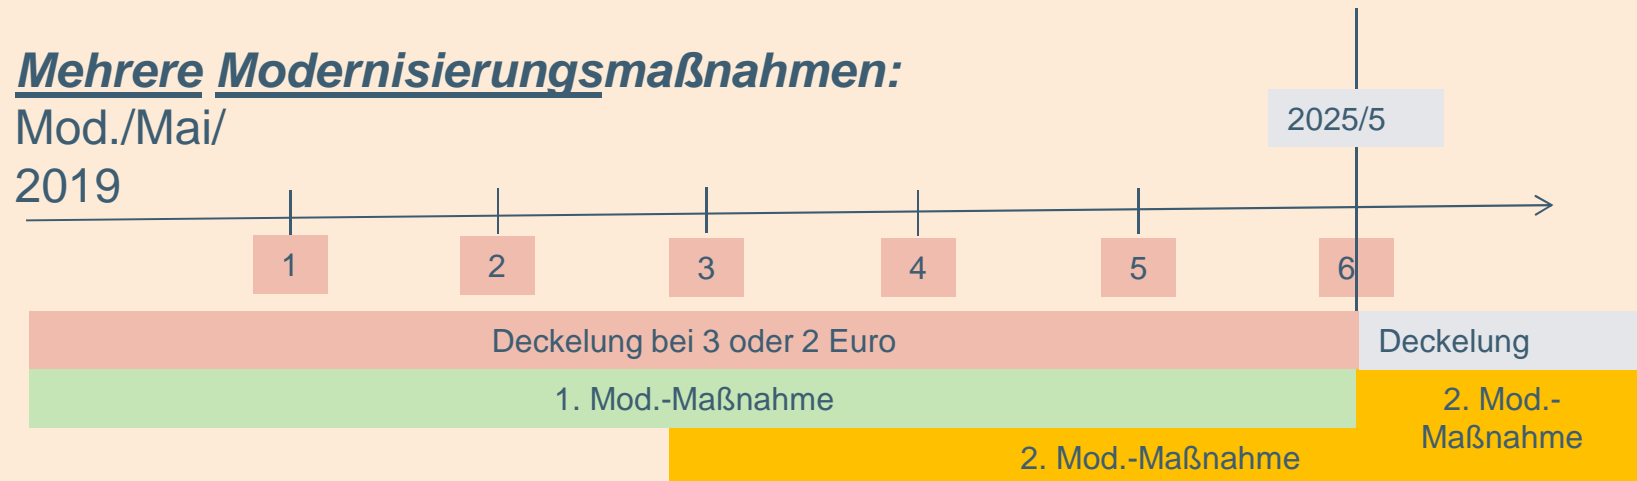 Mehrere Modernisierungsmaßnahmen:
Mod./Mai/
2019
2025/5
1
2
3
4
5
6
Deckelung bei 3 oder 2 Euro
Deckelung
1. Mod.-Maßnahme
2. Mod.-
Maßnahme
2. Mod.-Maßnahme